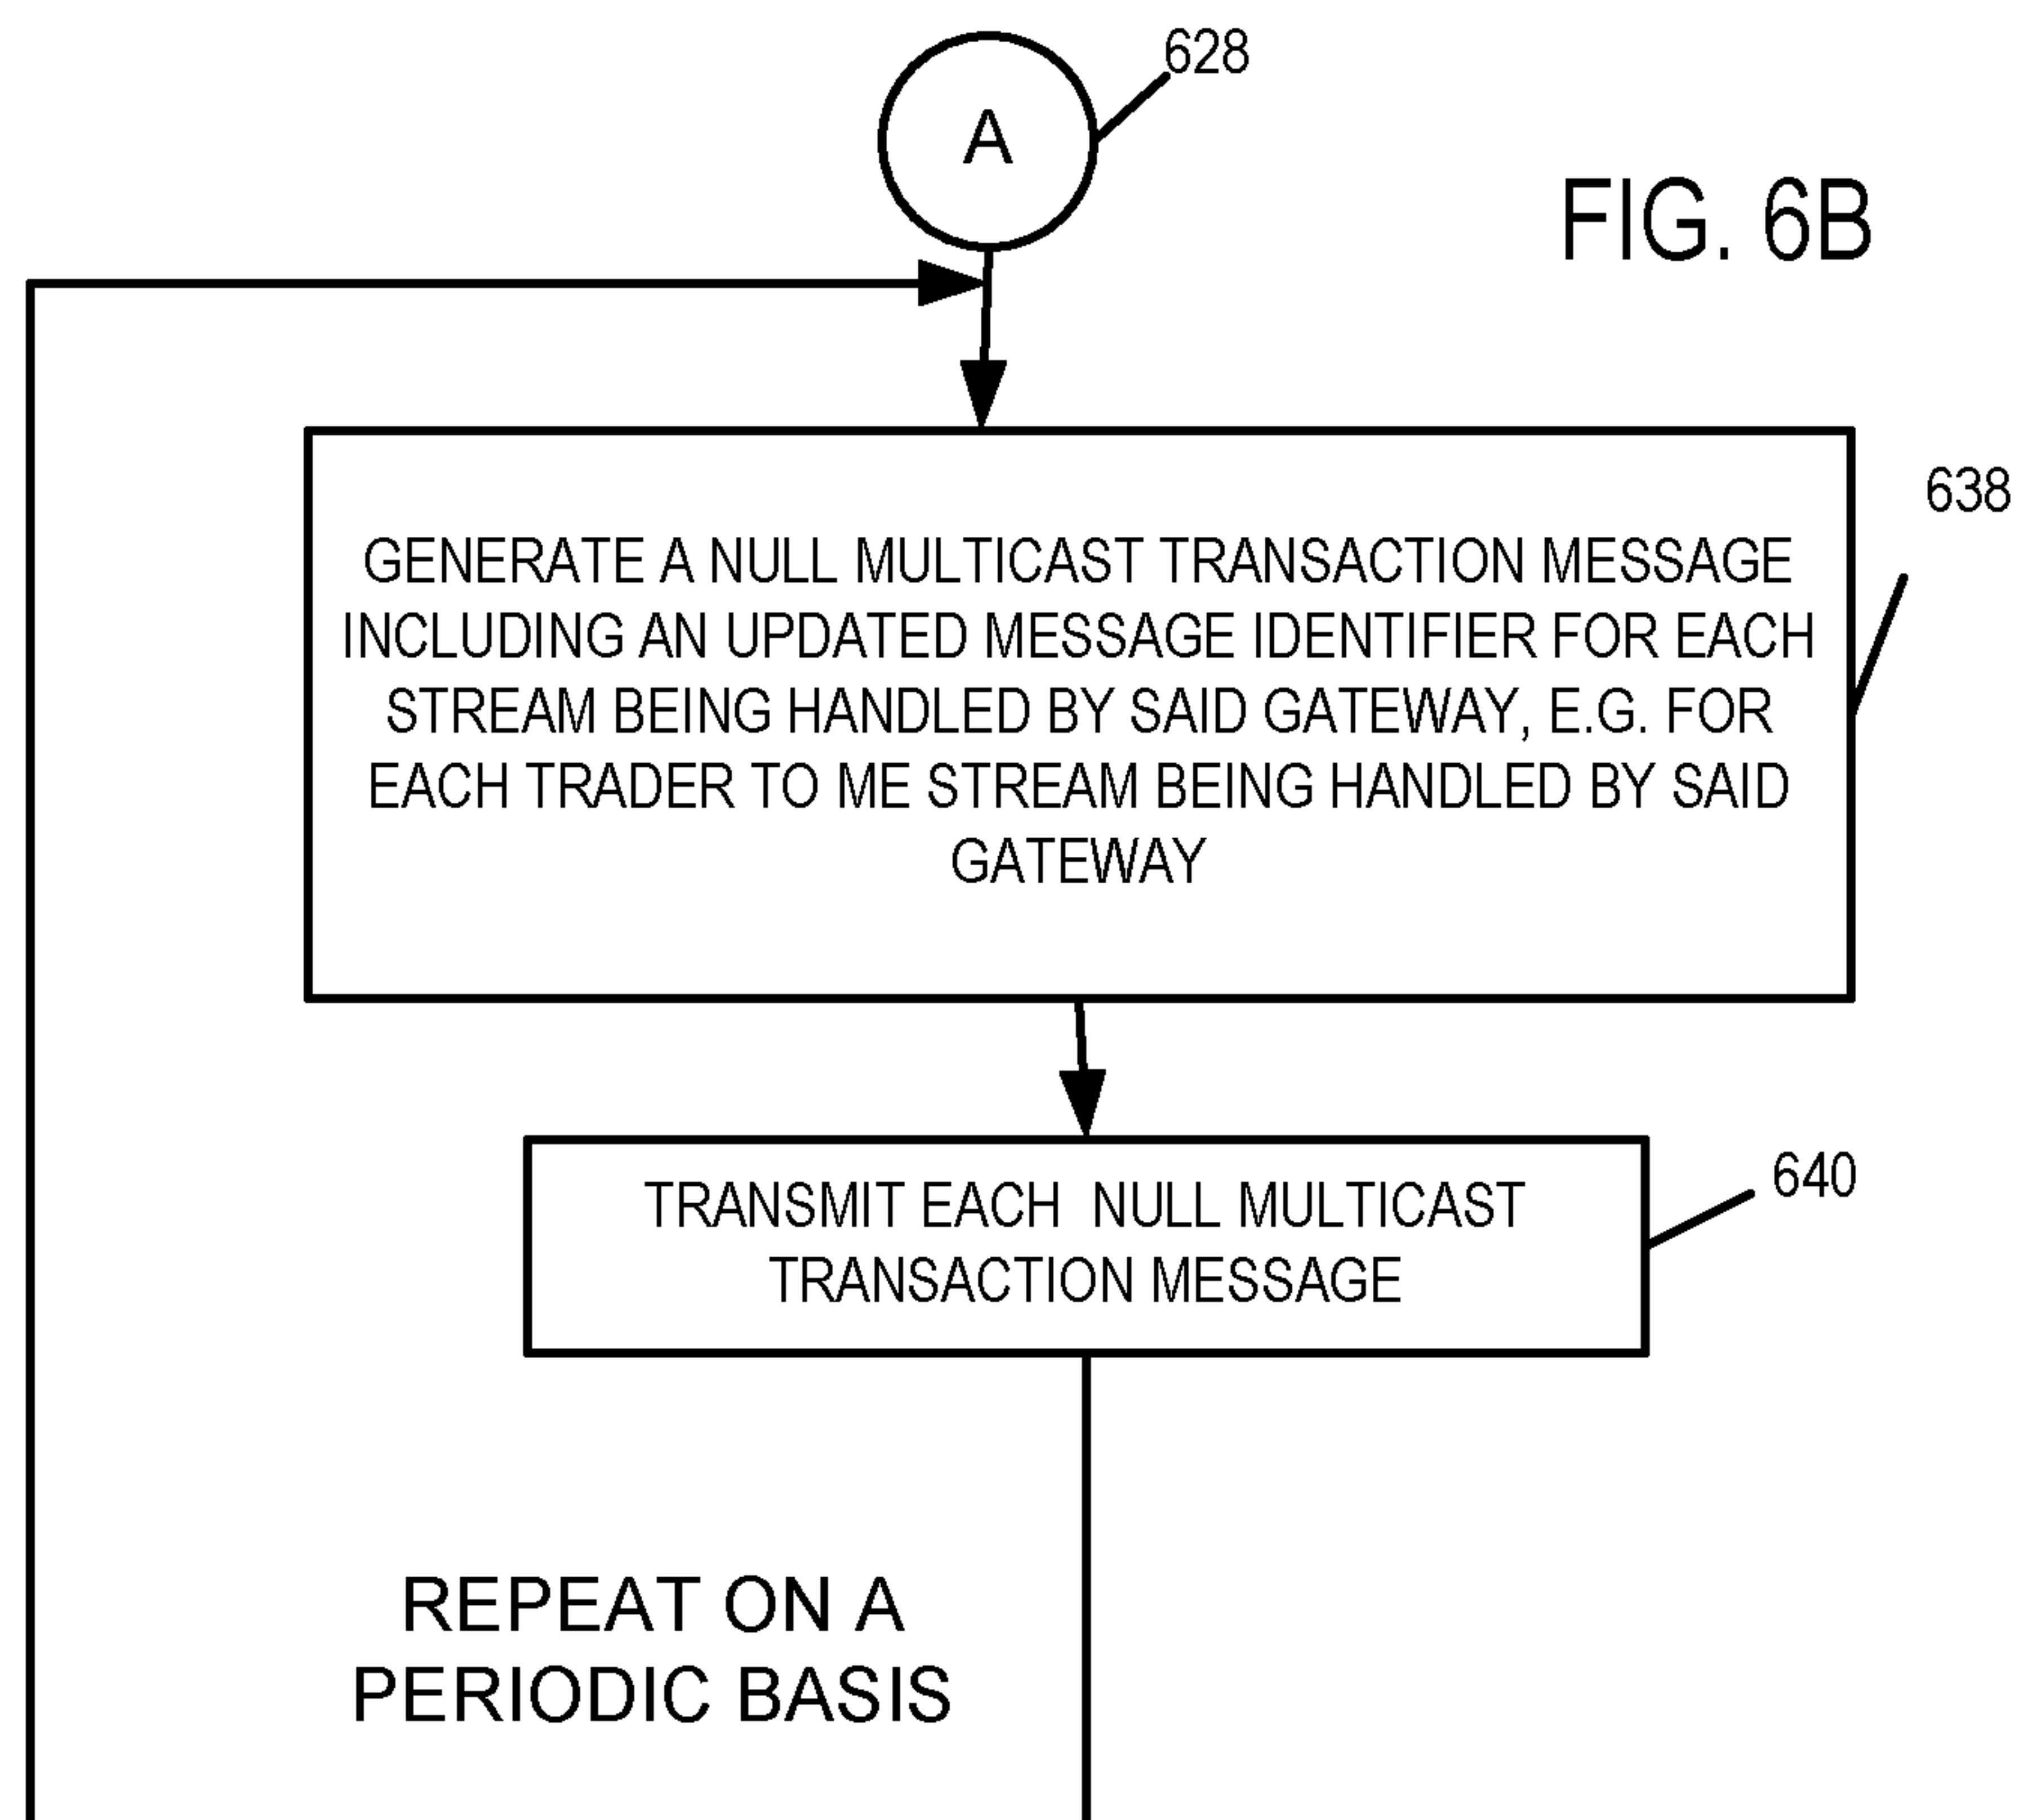 628
A
FIG. 6B
638
GENERATE A NULL MULTICAST TRANSACTION MESSAGE
INCLUDING AN UPDATED MESSAGE IDENTIFIER FOR EACH
STREAM BEING HANDLED BY SAID GATEWAY, E.G. FOR
EACH TRADER TO ME STREAM BEING HANDLED BY SAID
GATEWAY
640
TRANSMIT EACH NULL MULTICAST
TRANSACTION MESSAGE
REPEAT ON A
PERIODIC BASIS